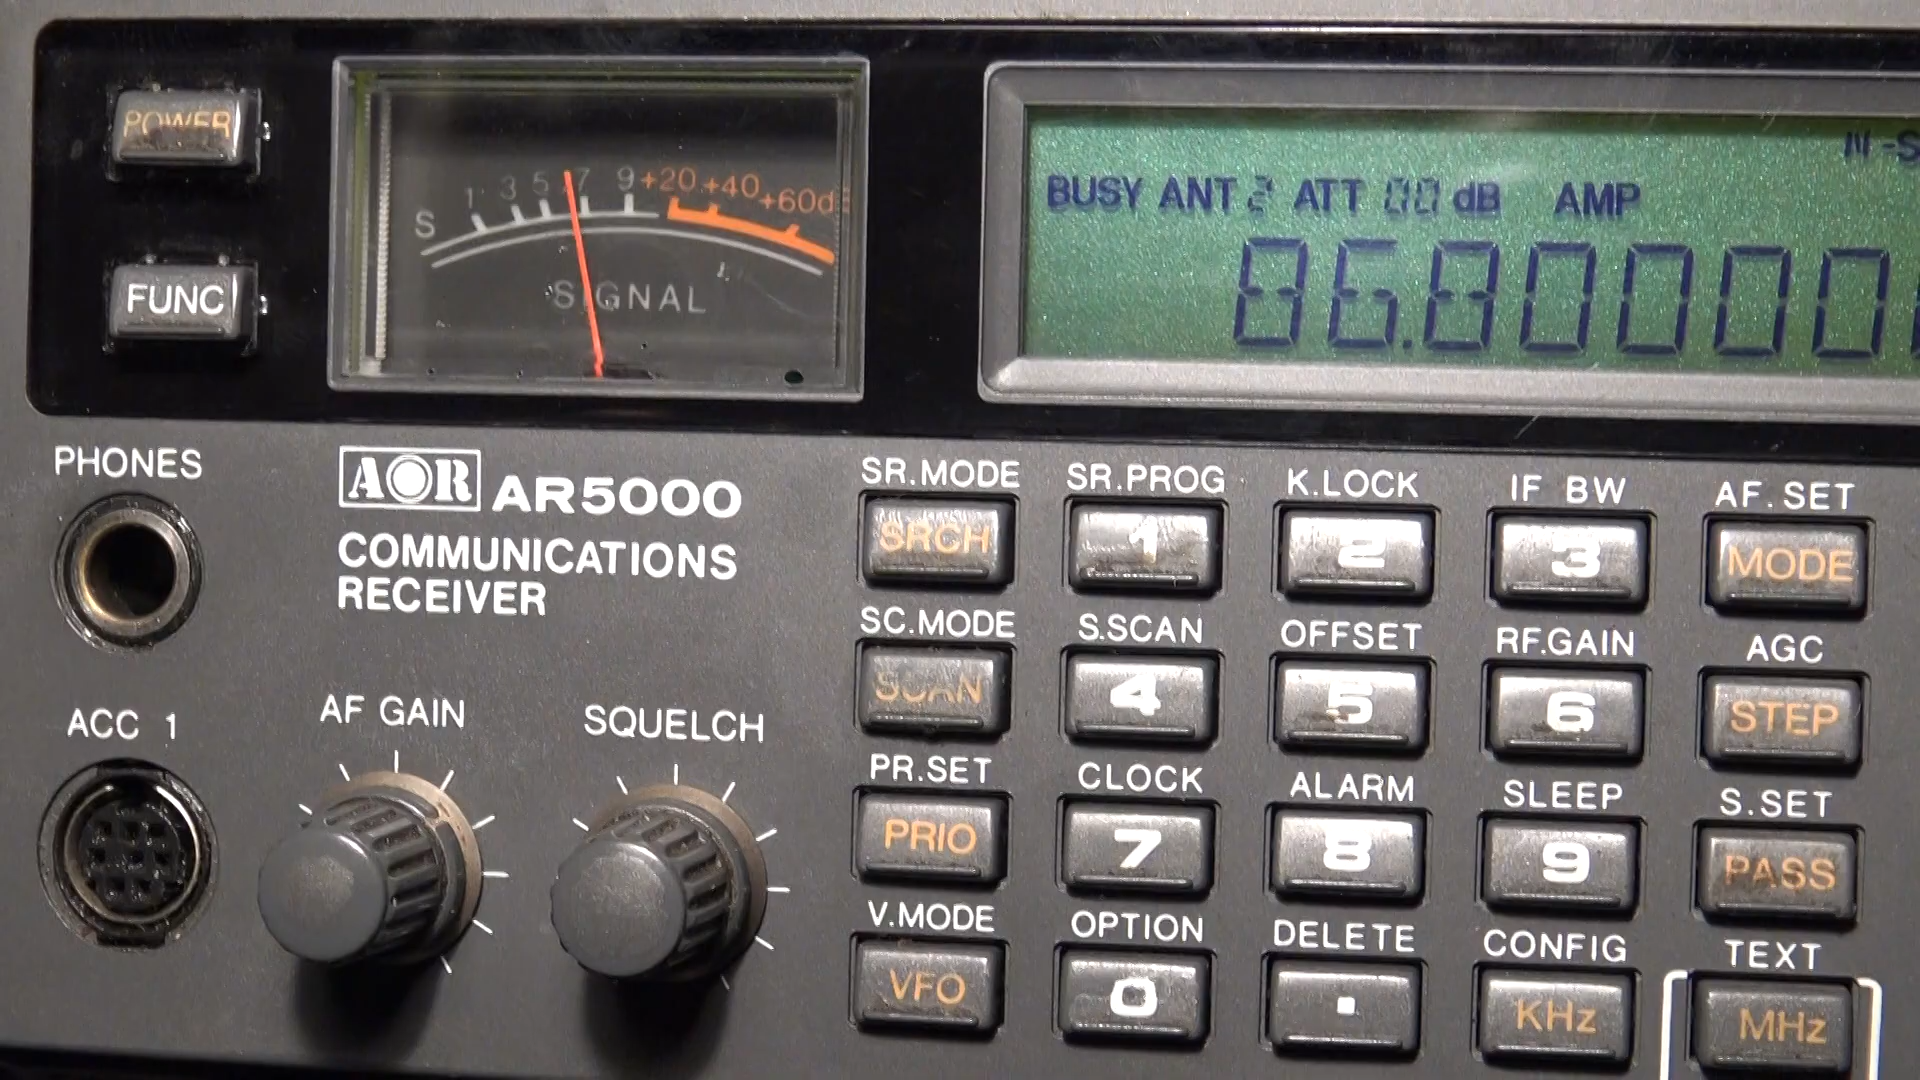 POWER
FUNC
S 1 3 5 7 9 +20 +40 +60d
SIGNAL
BUSY ANT 2 ATT 00 dB AMP
86.80000
PHONES
AOR AR5000
COMMUNICATIONS
RECEIVER
ACC 1
AF GAIN
SQUELCH
SR.MODE SR.PROG K.LOCK IF BW AF.SET
SRCH 1 2 3 MODE
SC.MODE S.SCAN OFFSET RF.GAIN AGC
SCAN 4 5 6 STEP
PR.SET CLOCK ALARM SLEEP S.SET
PRIO 7 8 9 PASS
V.MODE OPTION DELETE CONFIG TEXT
VFO 0 . KHz MHz